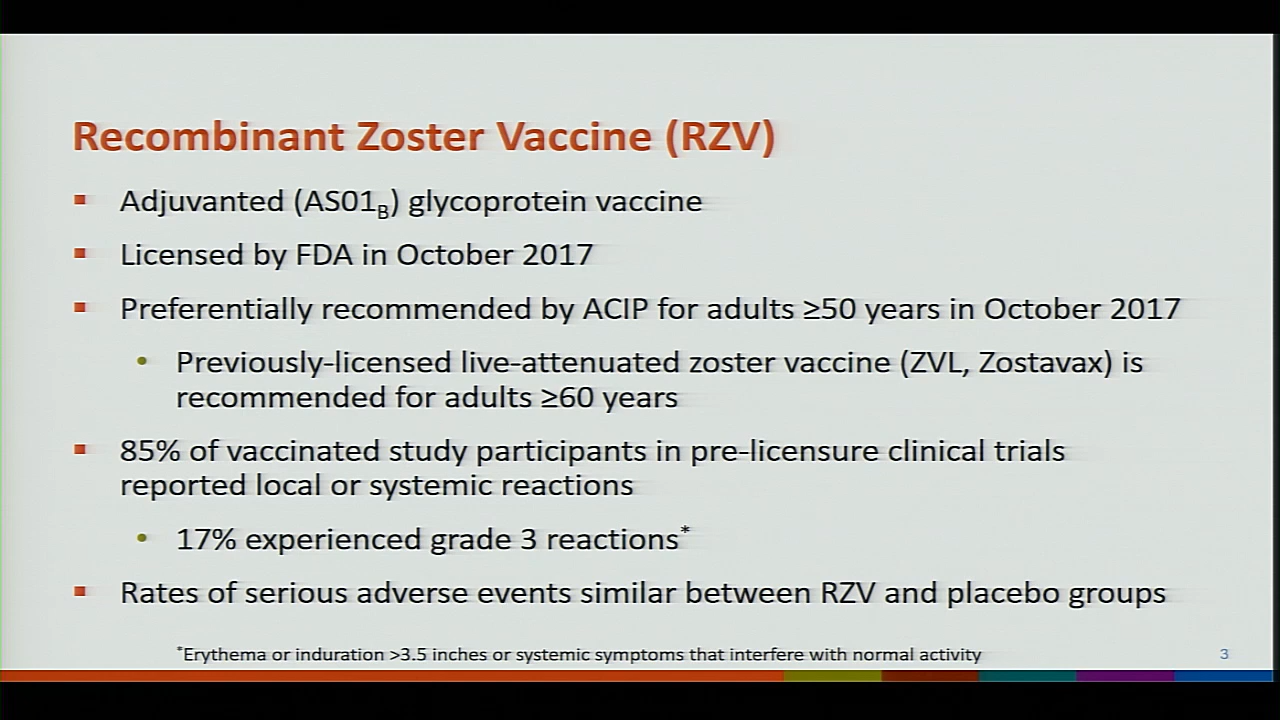 Recombinant Zoster Vaccine (RZV)
Adjuvanted (AS01B) glycoprotein vaccine
Licensed by FDA in October 2017
Preferentially recommended by ACIP for adults ≥50 years in October 2017
Previously-licensed live-attenuated zoster vaccine (ZVL, Zostavax) is
recommended for adults ≥60 years
85% of vaccinated study participants in pre-licensure clinical trials
reported local or systemic reactions
17% experienced grade 3 reactions*
Rates of serious adverse events similar between RZV and placebo groups
*Erythema or induration >3.5 inches or systemic symptoms that interfere with normal activity
3